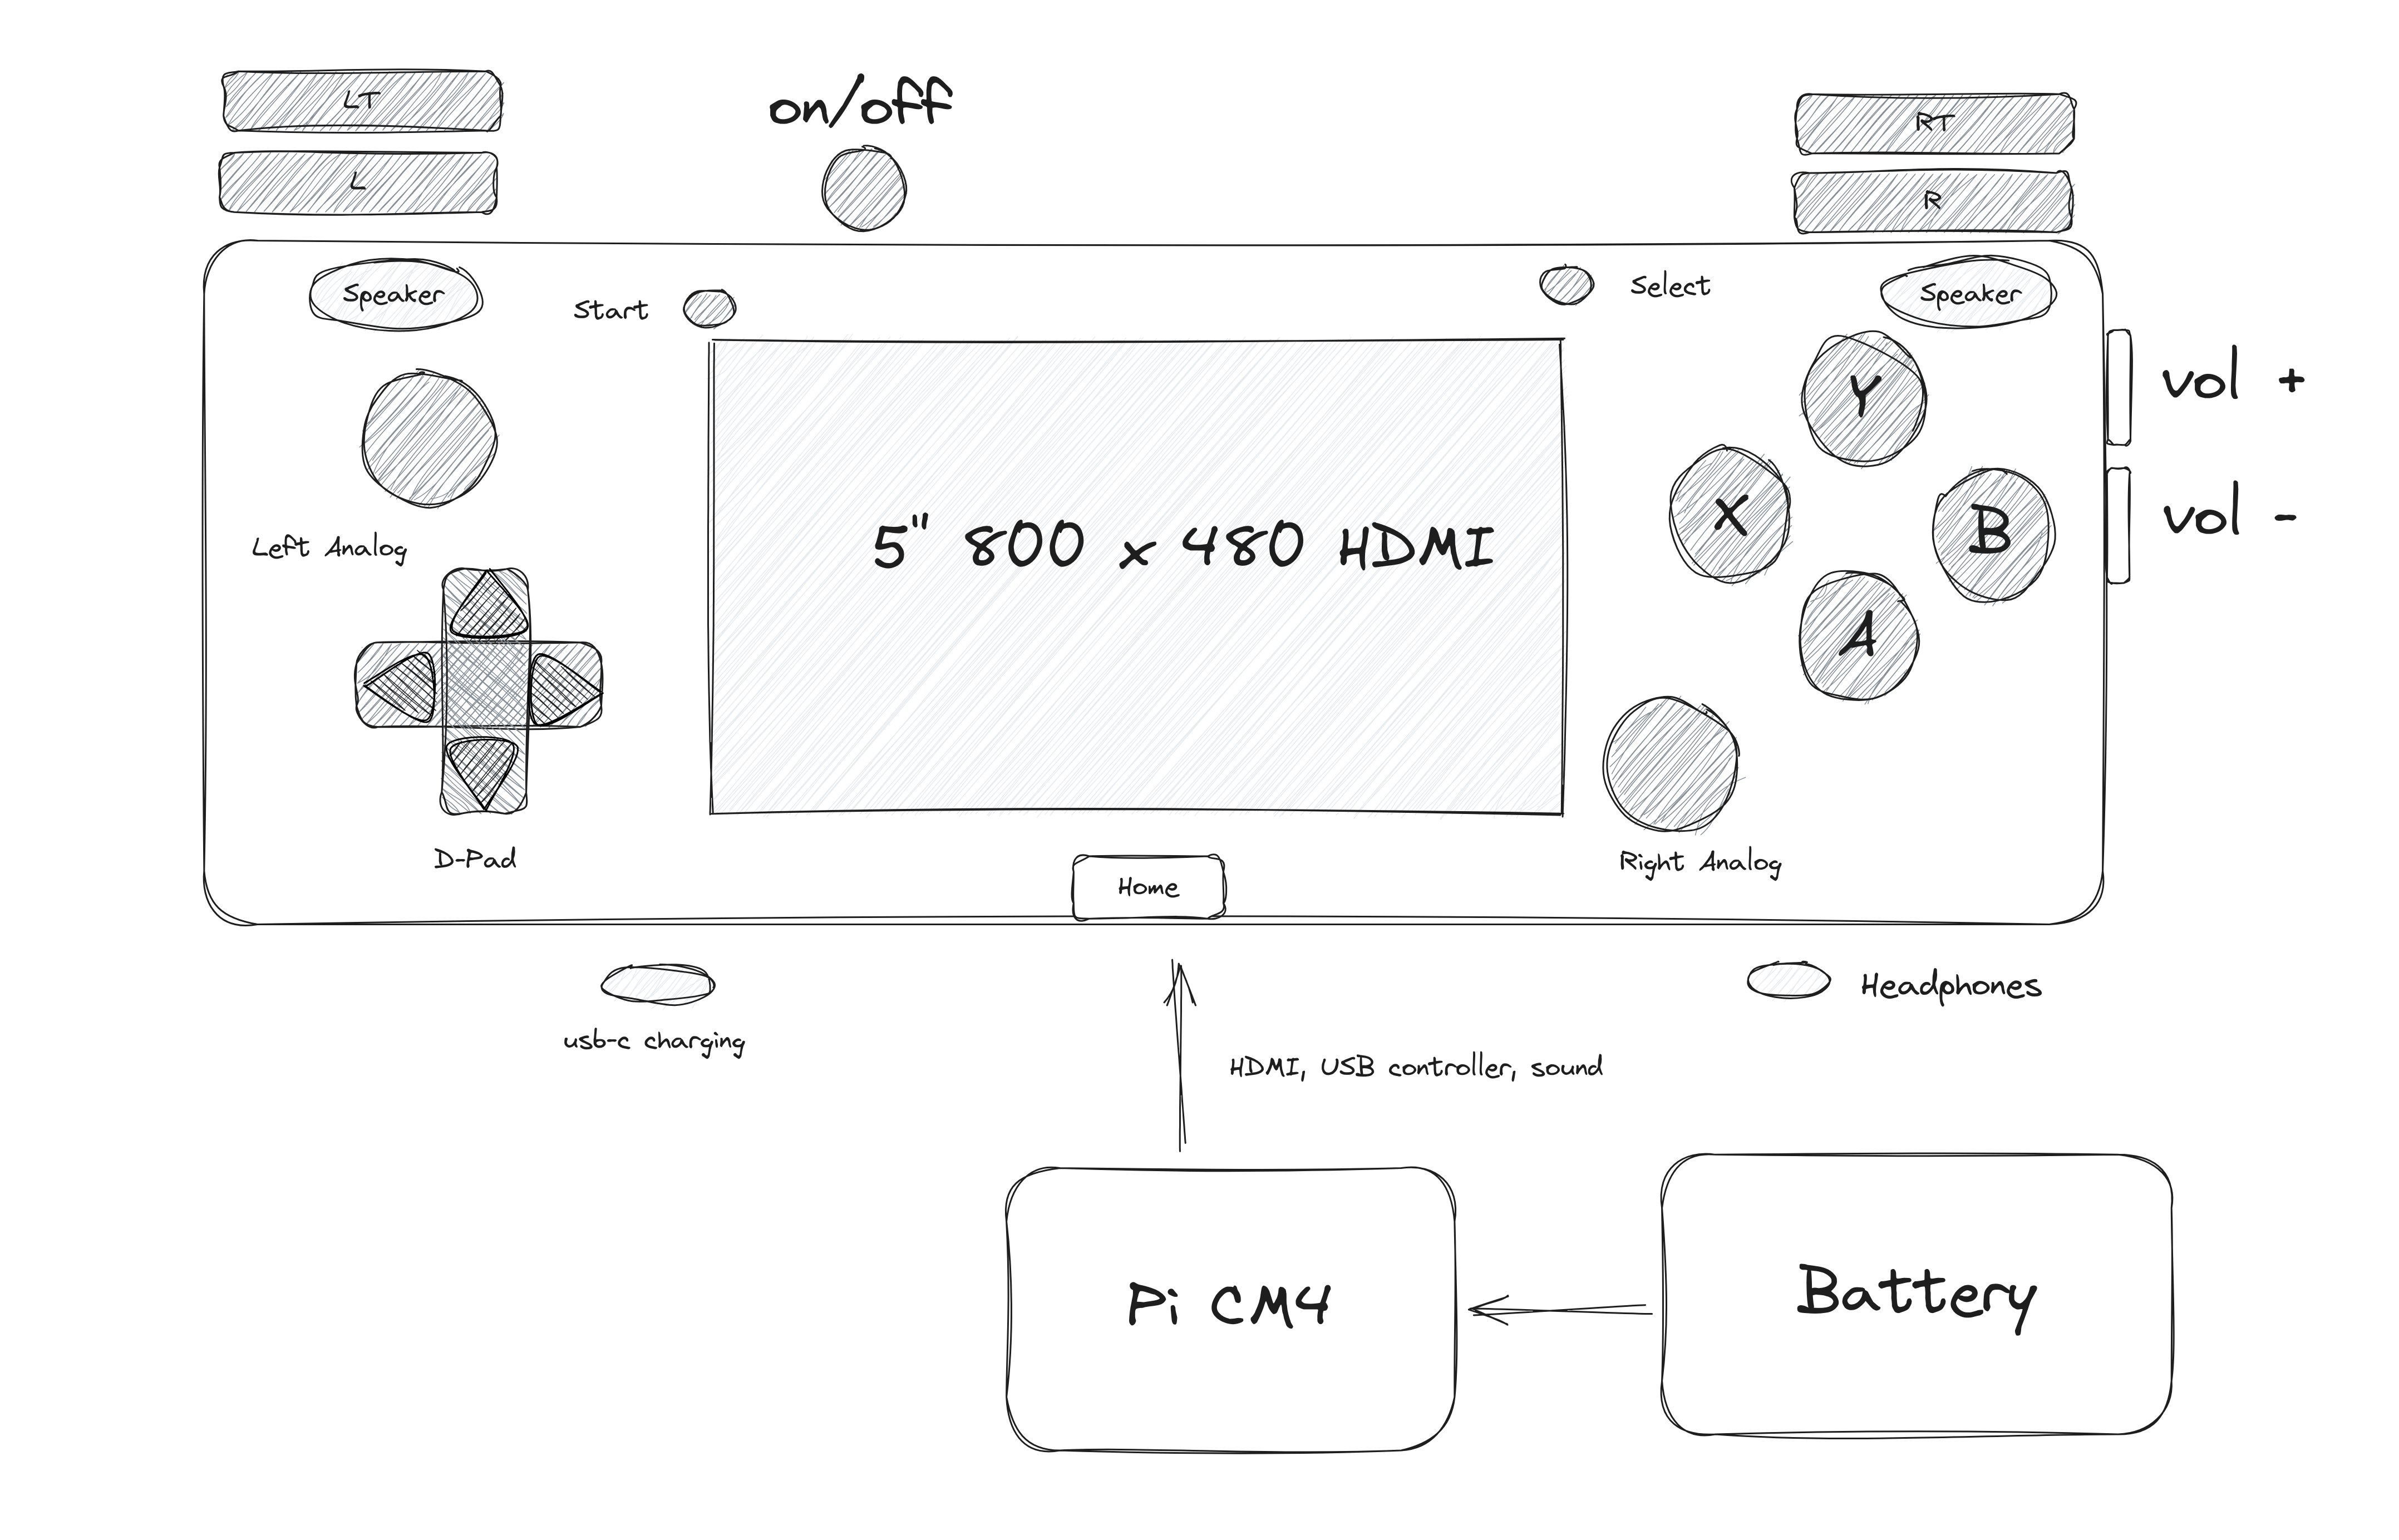 LT
on/off
RT
L
R
Speaker
Start
Select
Speaker
Y
vol +
X
B
vol -
5" 800 x 480 HDMI
Left Analog
A
D-Pad
Right Analog
Home
usb-c charging
Headphones
HDMI, USB controller, sound
Pi CM4
Battery